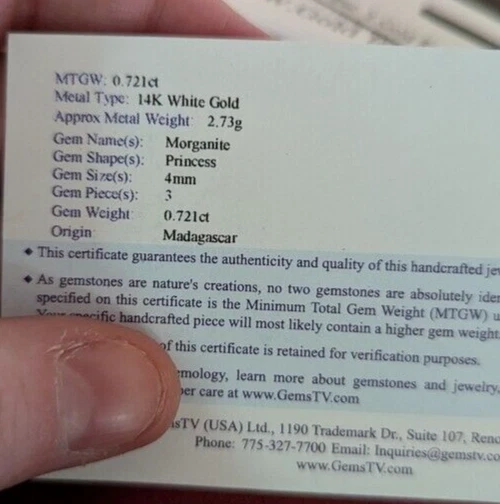 MTGW: 0.721ct
Metal Type: 14K White Gold
Approx Metal Weight: 2.73g
Gem Name(s): Morganite
Gem Shape(s): Princess
Gem Size(s): 4mm
Gem Piece(s): 3
Gem Weight: 0.721ct
Origin: Madagascar
◆ This certificate guarantees the authenticity and quality of this handcrafted
◆ As gemstones are nature's creations, no two gemstones are absolutely
specified on this certificate is the Minimum Total Gem Weight (MTGW)
handcrafted piece will most likely contain a higher gem weight.
of this certificate is retained for verification purposes.
learn more about gemstones and jewelry,
care at www.GemsTV.com
(USA) Ltd., 1190 Trademark Dr., Suite 107, Reno
Phone: 775-327-7700 Email: Inquiries@gemstv.co
www.GemsTV.com